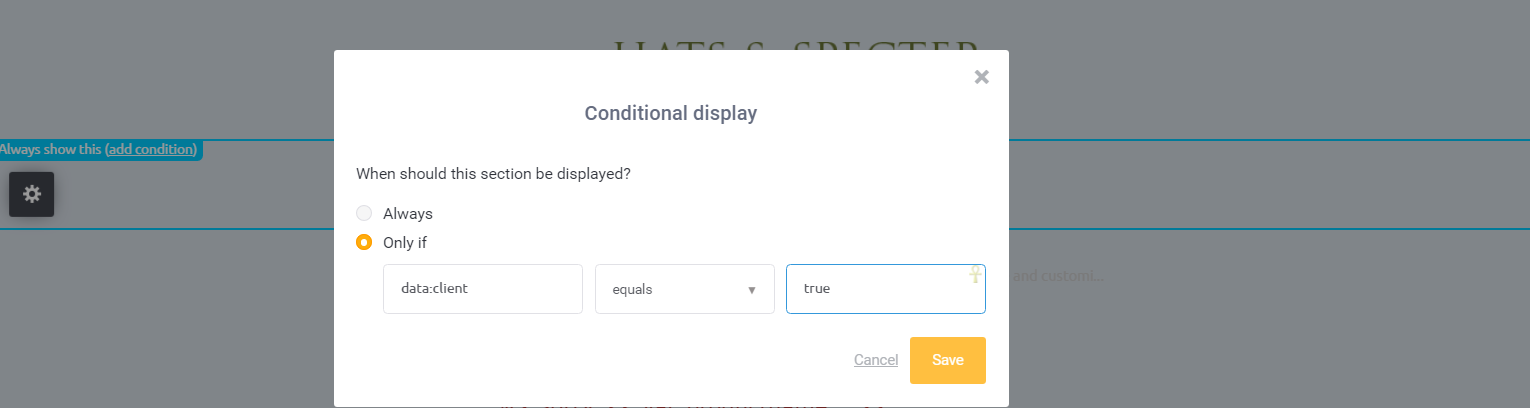 Conditional display
Always show this (add condition)
When should this section be displayed?
Always
Only if
data:client equals true
and customi...
Cancel Save